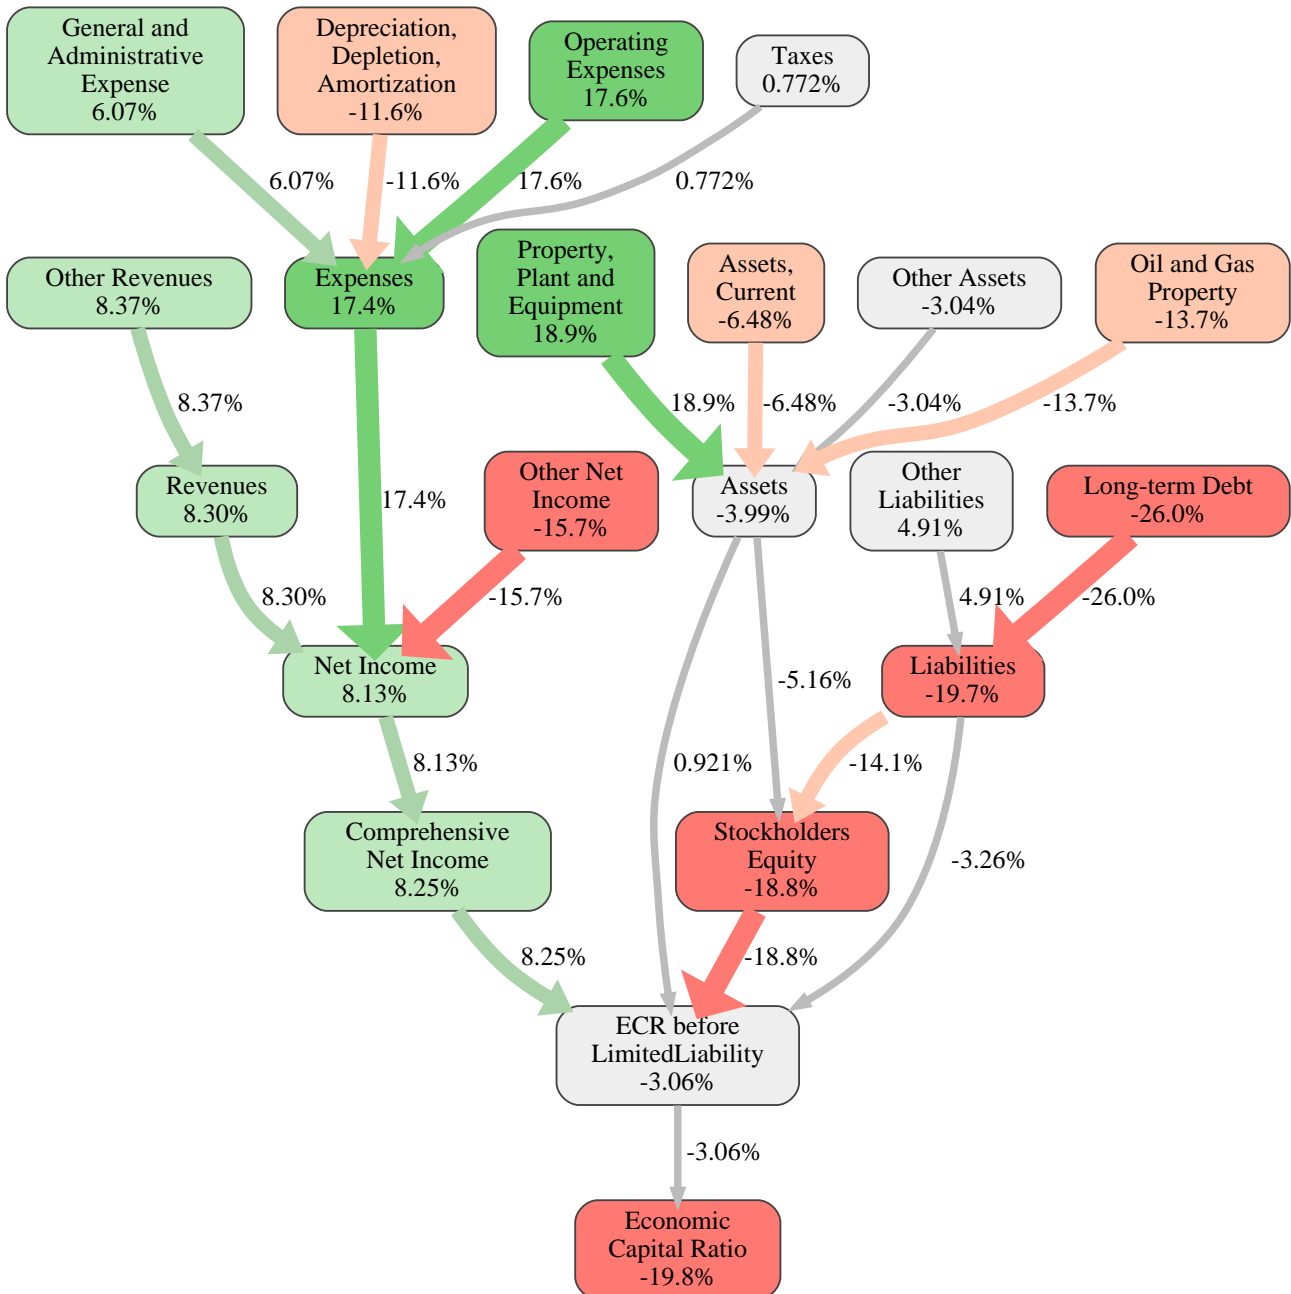 General and
Administrative
Expense
6.07%
Depreciation,
Depletion,
Amortization
-11.6%
Operating
Expenses
17.6%
Taxes
0.772%
6.07%
-11.6%
17.6%
0.772%
Other Revenues
8.37%
Expenses
17.4%
Property,
Plant and
Equipment
18.9%
Assets,
Current
-6.48%
Other Assets
-3.04%
Oil and Gas
Property
-13.7%
8.37%
18.9%
-6.48%
-3.04%
-13.7%
Revenues
8.30%
17.4%
Other Net
Income
-15.7%
Assets
-3.99%
Other
Liabilities
4.91%
Long-term Debt
-26.0%
8.30%
-15.7%
4.91%
-26.0%
Net Income
8.13%
-5.16%
Liabilities
-19.7%
8.13%
0.921%
-14.1%
Comprehensive
Net Income
8.25%
Stockholders
Equity
-18.8%
-3.26%
8.25%
-18.8%
ECR before
LimitedLiability
-3.06%
-3.06%
Economic
Capital Ratio
-19.8%